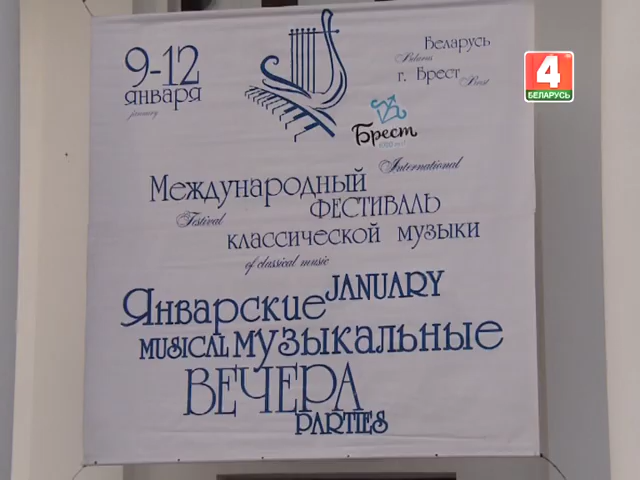 9-12
января
january
Беларусь
Belarus
г. Брест
Brest
4
БЕЛАРУСЬ
Брест
International
Международный
Festival
ФЕСТИВАЛЬ
классической музыки
of classical music
JANUARY
Январские
MUSICAL музыкальные
ВЕЧЕРА
PARTIES